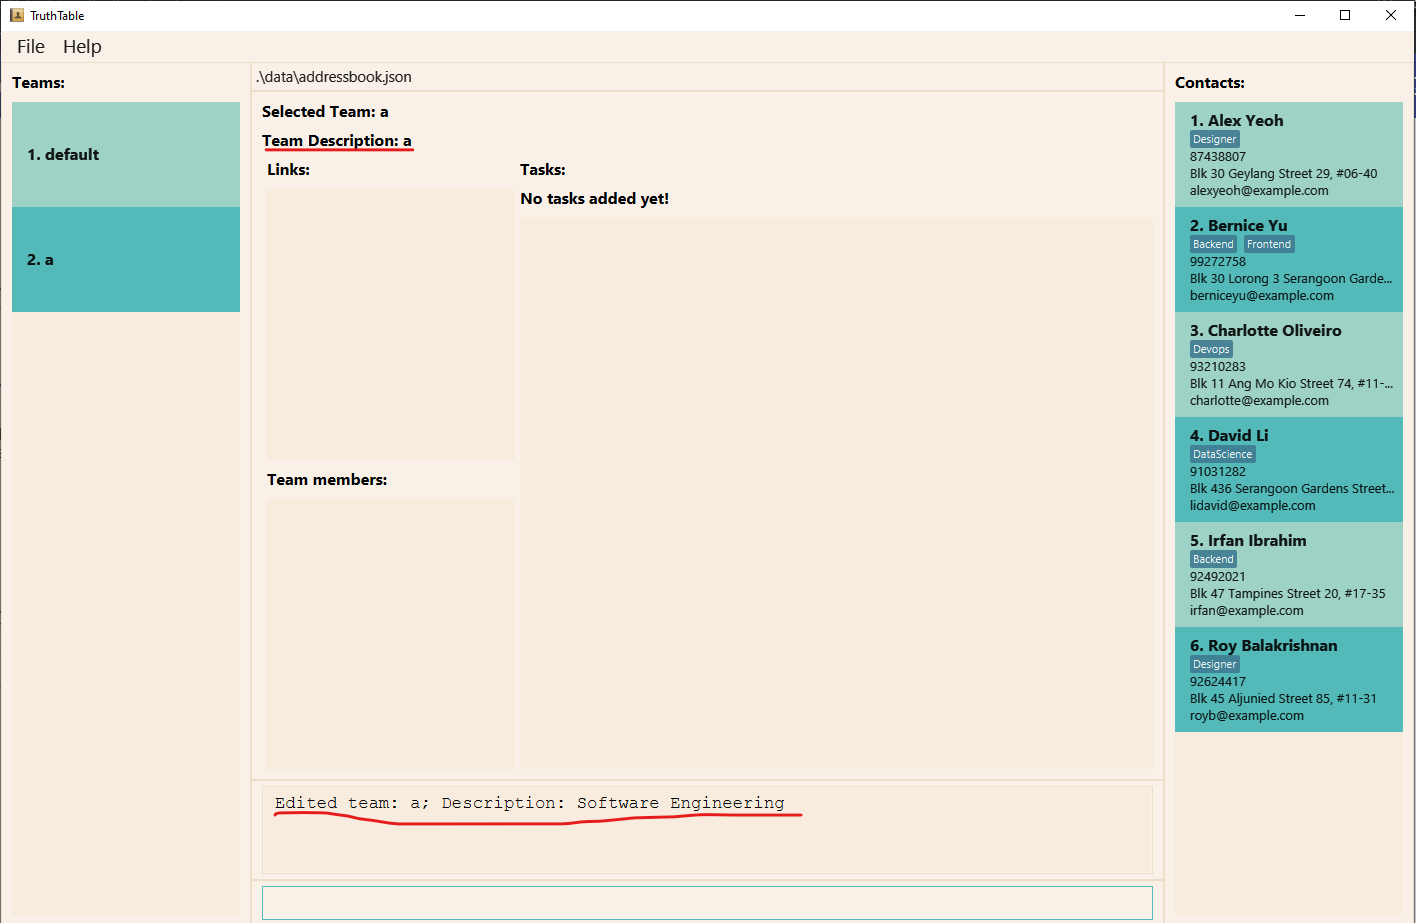 TruthTable
File Help
Teams:
1. default
2. a
.\data\addressbook.json
Selected Team: a
Team Description: a
Links:
Tasks:
No tasks added yet!
Team members:
Edited team: a; Description: Software Engineering
Contacts:
1. Alex Yeoh
Designer
87438807
Blk 30 Geylang Street 29, #06-40
alexyeoh@example.com
2. Bernice Yu
Backend Frontend
99272758
Blk 30 Lorong 3 Serangoon Garde...
berniceyu@example.com
3. Charlotte Oliveiro
Devops
93210283
Blk 11 Ang Mo Kio Street 74, #11-...
charlotte@example.com
4. David Li
DataScience
91031282
Blk 436 Serangoon Gardens Street...
lidavid@example.com
5. Irfan Ibrahim
Backend
92492021
Blk 47 Tampines Street 20, #17-35
irfan@example.com
6. Roy Balakrishnan
Designer
92624417
Blk 45 Aljunied Street 85, #11-31
royb@example.com